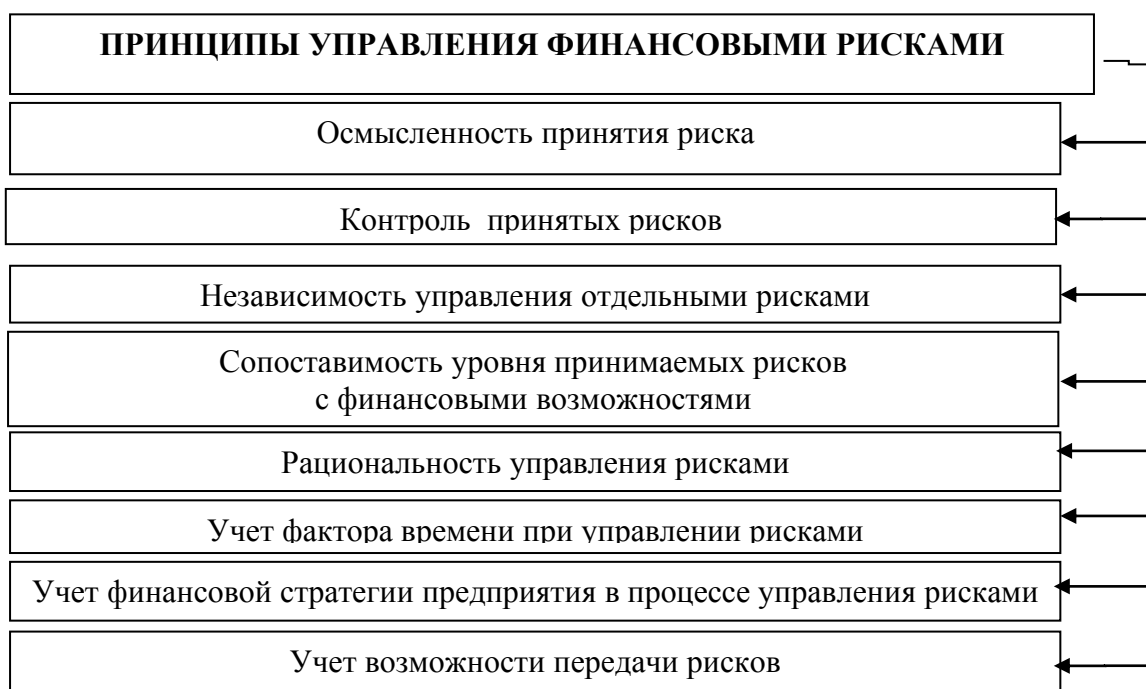 ПРИНЦИПЫ УПРАВЛЕНИЯ ФИНАНСОВЫМИ РИСКАМИ
Осмысленность принятия риска
Контроль принятых рисков
Независимость управления отдельными рисками
Сопоставимость уровня принимаемых рисков
с финансовыми возможностями
Рациональность управления рисками
Учет фактора времени при управлении рисками
Учет финансовой стратегии предприятия в процессе управления рисками
Учет возможности передачи рисков